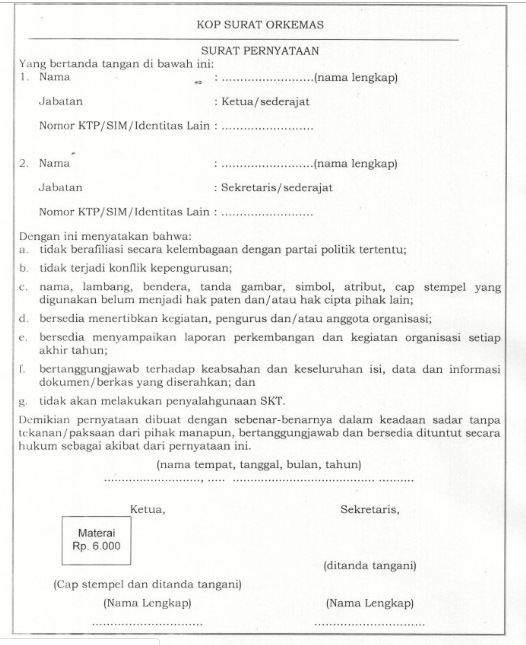 KOP SURAT ORKEMAS
SURAT PERNYATAAN
Yang bertanda tangan di bawah ini:
1. Nama : .........................(nama lengkap)
Jabatan : Ketua/sederajat
Nomor KTP/SIM/Identitas Lain : .........................
2. Nama : .........................(nama lengkap)
Jabatan : Sekretaris/sederajat
Nomor KTP/SIM/Identitas Lain : .........................
Dengan ini menyatakan bahwa:
a. tidak berafiliasi secara kelembagaan dengan partai politik tertentu;
b. tidak terjadi konflik kepengurusan;
c. nama, lambang, bendera, tanda gambar, simbol, atribut, cap stempel yang
digunakan belum menjadi hak paten dan/atau hak cipta pihak lain;
d. bersedia menertibkan kegiatan, pengurus dan/atau anggota organisasi;
e. bersedia menyampaikan laporan perkembangan dan kegiatan organisasi setiap
akhir tahun;
f. bertanggungjawab terhadap keabsahan dan keseluruhan isi, data dan informasi
dokumen/berkas yang diserahkan; dan
g. tidak akan melakukan penyalahgunaan SKT.
Demikian pernyataan dibuat dengan sebenar-benarnya dalam keadaan sadar tanpa
tekanan/paksaan dari pihak manapun, bertanggungjawab dan bersedia dituntut secara
hukum sebagai akibat dari pernyataan ini.
(nama tempat, tanggal, bulan, tahun)
.........................., ..... ...................................... .........
Ketua, Sekretaris,
Materai
Rp. 6.000
(ditanda tangani)
(Cap stempel dan ditanda tangani)
(Nama Lengkap) (Nama Lengkap)
.............................. ..............................